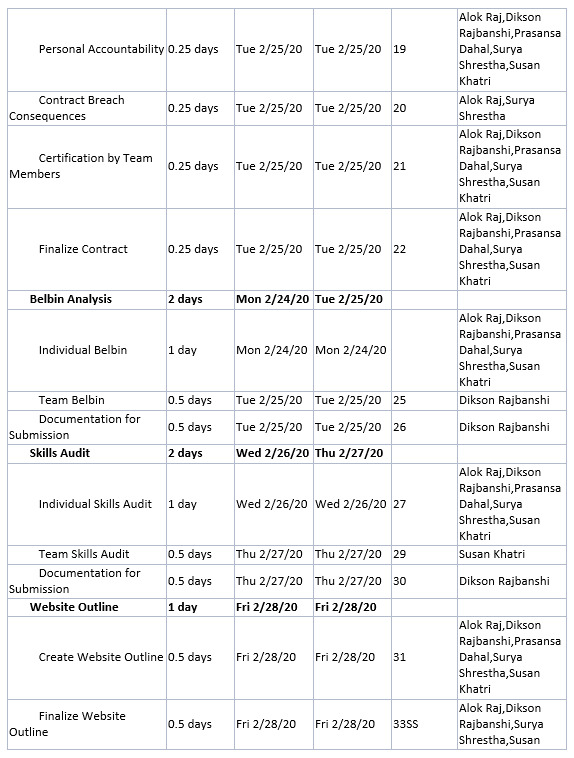 Personal Accountability 0.25 days Tue 2/25/20 Tue 2/25/20 19 Alok Raj,Dikson
Rajbanshi,Prasansa
Dahal,Surya
Shrestha,Susan
Khatri
Contract Breach
Consequences 0.25 days Tue 2/25/20 Tue 2/25/20 20 Alok Raj,Surya
Shrestha
Certification by Team
Members 0.25 days Tue 2/25/20 Tue 2/25/20 21 Alok Raj,Dikson
Rajbanshi,Prasansa
Dahal,Surya
Shrestha,Susan
Khatri
Finalize Contract 0.25 days Tue 2/25/20 Tue 2/25/20 22 Alok Raj,Dikson
Rajbanshi,Prasansa
Dahal,Surya
Shrestha,Susan
Khatri
Belbin Analysis 2 days Mon 2/24/20 Tue 2/25/20
Individual Belbin 1 day Mon 2/24/20 Mon 2/24/20 Alok Raj,Dikson
Rajbanshi,Prasansa
Dahal,Surya
Shrestha,Susan
Khatri
Team Belbin 0.5 days Tue 2/25/20 Tue 2/25/20 25 Dikson Rajbanshi
Documentation for
Submission 0.5 days Tue 2/25/20 Tue 2/25/20 26 Dikson Rajbanshi
Skills Audit 2 days Wed 2/26/20 Thu 2/27/20
Individual Skills Audit 1 day Wed 2/26/20 Wed 2/26/20 27 Alok Raj,Dikson
Rajbanshi,Prasansa
Dahal,Surya
Shrestha,Susan
Khatri
Team Skills Audit 0.5 days Thu 2/27/20 Thu 2/27/20 29 Susan Khatri
Documentation for
Submission 0.5 days Thu 2/27/20 Thu 2/27/20 30 Dikson Rajbanshi
Website Outline 1 day Fri 2/28/20 Fri 2/28/20
Create Website Outline 0.5 days Fri 2/28/20 Fri 2/28/20 31 Alok Raj,Dikson
Rajbanshi,Prasansa
Dahal,Surya
Shrestha,Susan
Khatri
Finalize Website
Outline 0.5 days Fri 2/28/20 Fri 2/28/20 33SS Alok Raj,Dikson
Rajbanshi,Surya
Shrestha,Susan